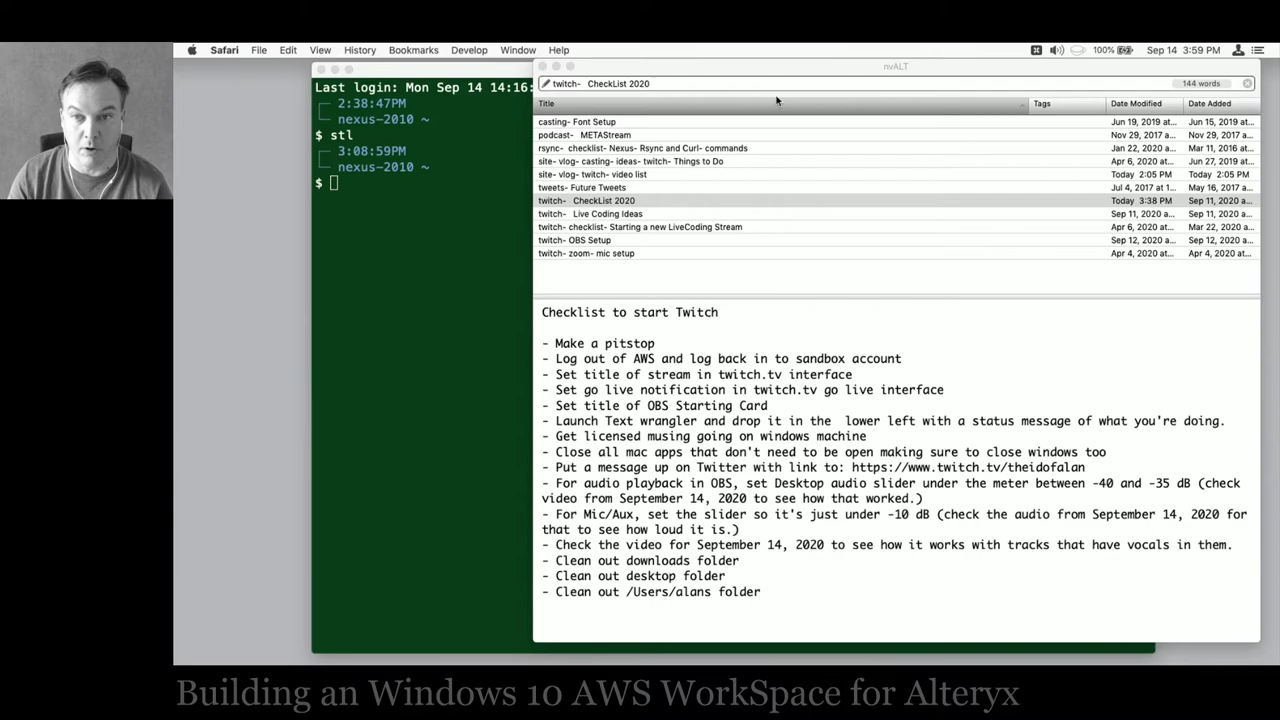 Safari File Edit View History Bookmarks Develop Window Help 100% Sep 14 3:59 PM
Last login: Mon Sep 14 14:16:
2:38:47PM
nexus-2010 ~
$ stl
3:08:59PM
nexus-2010 ~
$
nvALT
twitch- CheckList 2020 144 words
Title Tags Date Modified Date Added
casting- Font Setup Jun 19, 2019 at... Jun 15, 2019...
podcast- METAStream Nov 29, 2017 a... Nov 29, 2017...
rsync- checklist- Nexus- Rsync and Curl- commands Jan 22, 2020 a... Mar 11, 2016...
site- vlog- casting- ideas- twitch- Things to Do Apr 6, 2020 at... Jun 27, 2019...
site- vlog- twitch- video list Today 2:05 PM Today 2:05 PM
tweets- Future Tweets Jul 4, 2017 at 1... May 16, 2017...
twitch- CheckList 2020 Today 3:38 PM Sep 11, 2020 a...
twitch- Live Coding Ideas Sep 11, 2020 a... Sep 11, 2020 a...
twitch- checklist- Starting a new LiveCoding Stream Apr 6, 2020 at... Mar 22, 2020...
twitch- OBS Setup Sep 12, 2020 a... Sep 12, 2020 a...
twitch- zoom- mic setup Apr 4, 2020 at... Apr 4, 2020 at...
Checklist to start Twitch
- Make a pitstop
- Log out of AWS and log back in to sandbox account
- Set title of stream in twitch.tv interface
- Set go live notification in twitch.tv go live interface
- Set title of OBS Starting Card
- Launch Text wrangler and drop it in the lower left with a status message of what you're doing.
- Get licensed musing going on windows machine
- Close all mac apps that don't need to be open making sure to close windows too
- Put a message up on Twitter with link to: https://www.twitch.tv/theidofalan
- For audio playback in OBS, set Desktop audio slider under the meter between -40 and -35 dB (check
video from September 14, 2020 to see how that worked.)
- For Mic/Aux, set the slider so it's just under -10 dB (check the audio from September 14, 2020 for
that to see how loud it is.)
- Check the video for September 14, 2020 to see how it works with tracks that have vocals in them.
- Clean out downloads folder
- Clean out desktop folder
- Clean out /Users/alans folder
Building an Windows 10 AWS WorkSpace for Alteryx